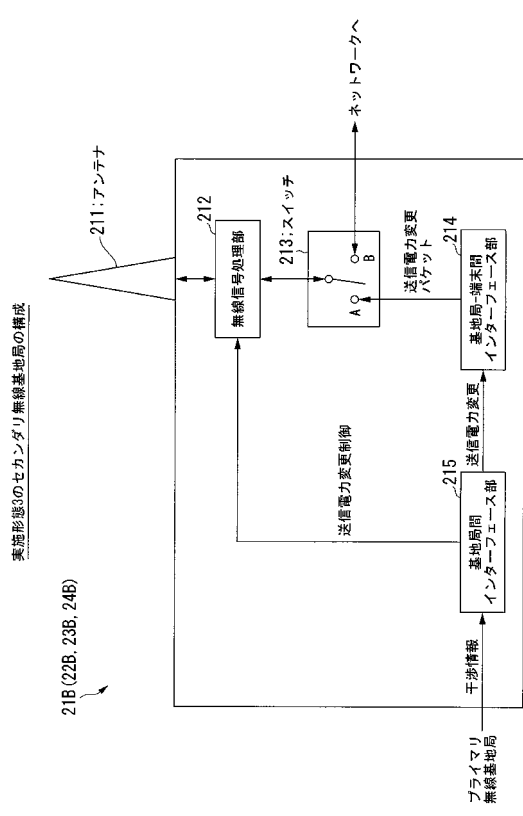 実施形態3のセカンダリ無線基地局の構成
21B(22B, 23B, 24B)
211;アンテナ
212
無線信号処理部
213;スイッチ
A
B
ネットワークへ
送信電力変更
パケット
214
基地局-端末間
インターフェース部
送信電力変更制御
送信電力変更
215
基地局間
インターフェース部
干渉情報
プライマリ
無線基地局